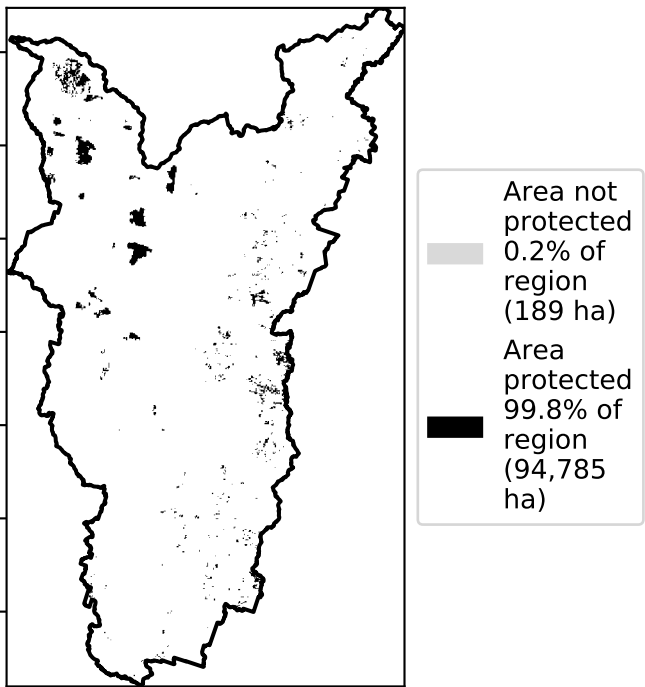 Area not
protected
0.2% of
region
(189 ha)
Area
protected
99.8% of
region
(94,785
ha)